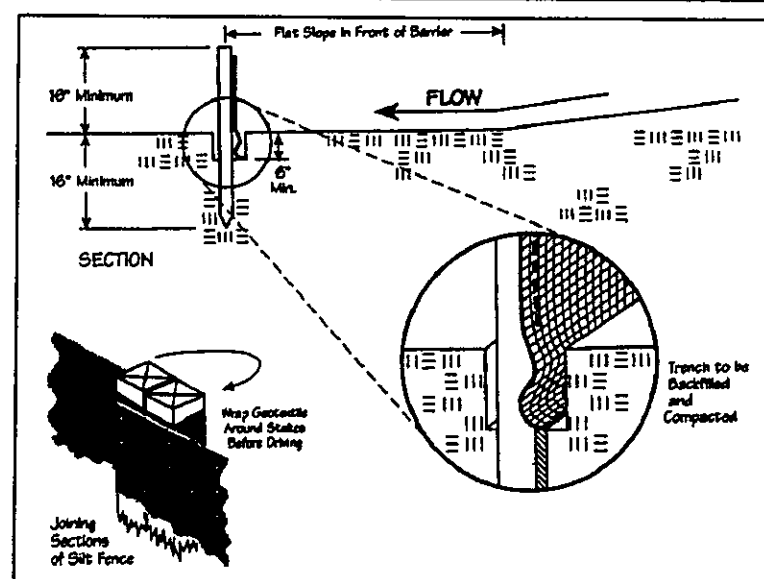 Flat Slope in Front of Barrier
16" Minimum
FLOW
16" Minimum
6"
Min.
SECTION
Wrap Geotextile
Around Stakes
Before Driving
Trench to be
Backfilled
and
Compacted
Joining
Sections
of Silt Fence